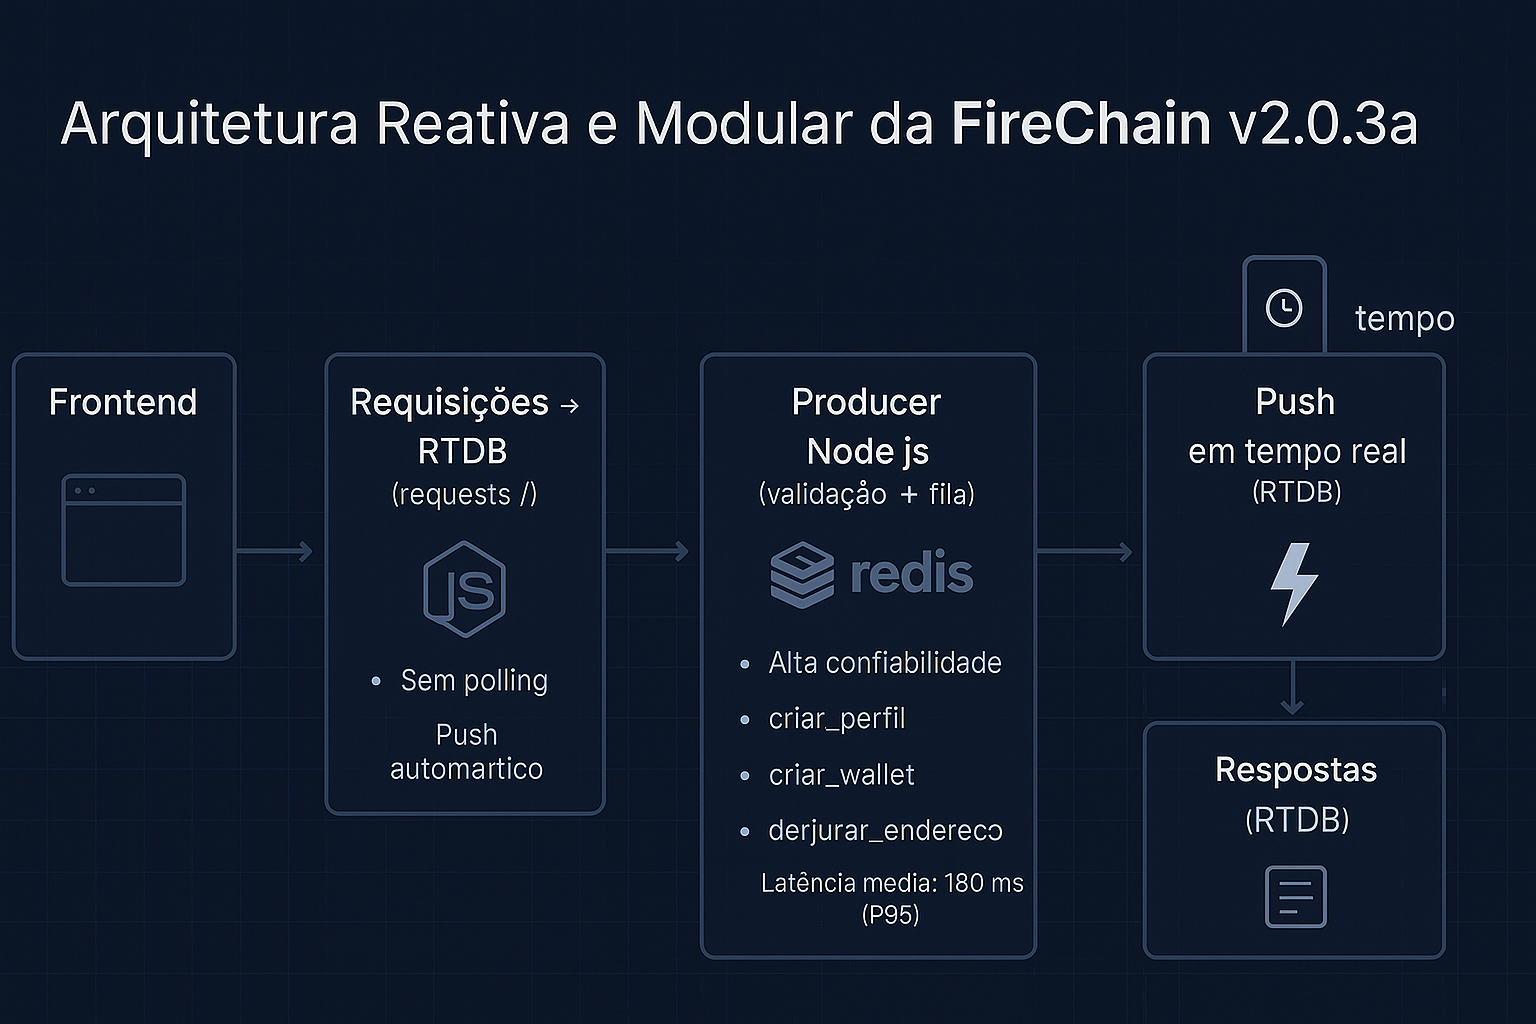 Arquitetura Reativa e Modular da FireChain v2.0.3a
tempo
Frontend
Requisiçŏes →
RTDB
(requests /)
JS
• Sem polling
Push
automartico
Producer
Node js
(validaçåo + fila)
redis
• Alta confiabilidade
• criar_perfil
• criar_wallet
• derjurar_enderecɔ
Latência media: 180 ms
(P95)
Push
em tempo real
(RTDB)
Respostas
(RTDB)